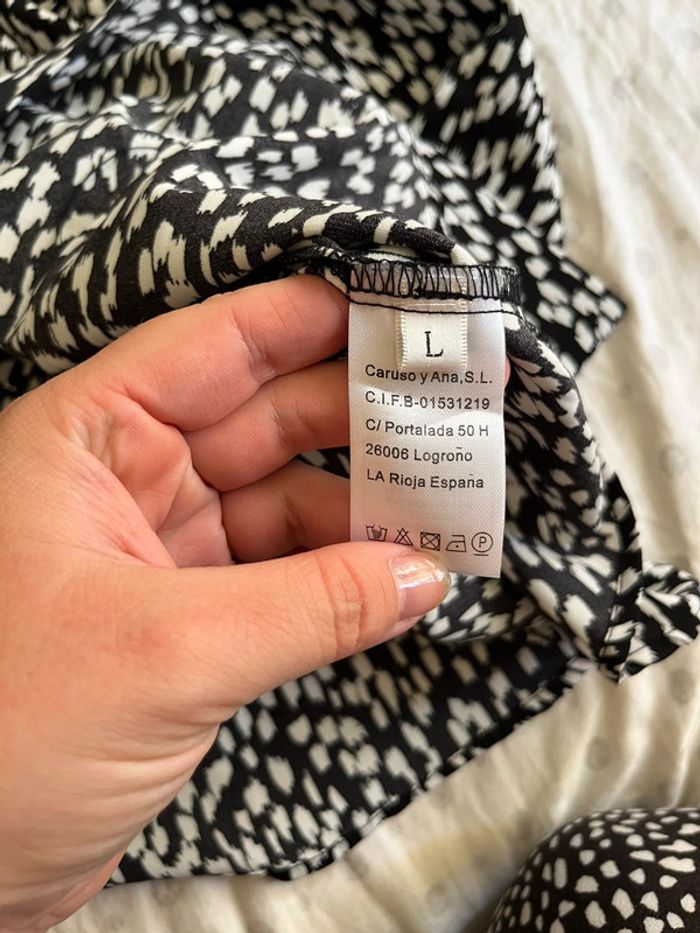 L
Caruso y Ana,S.L.
C.I.F.B-01531219
C/ Portalada 50 H
26006 Logroño
LA Rioja España
P